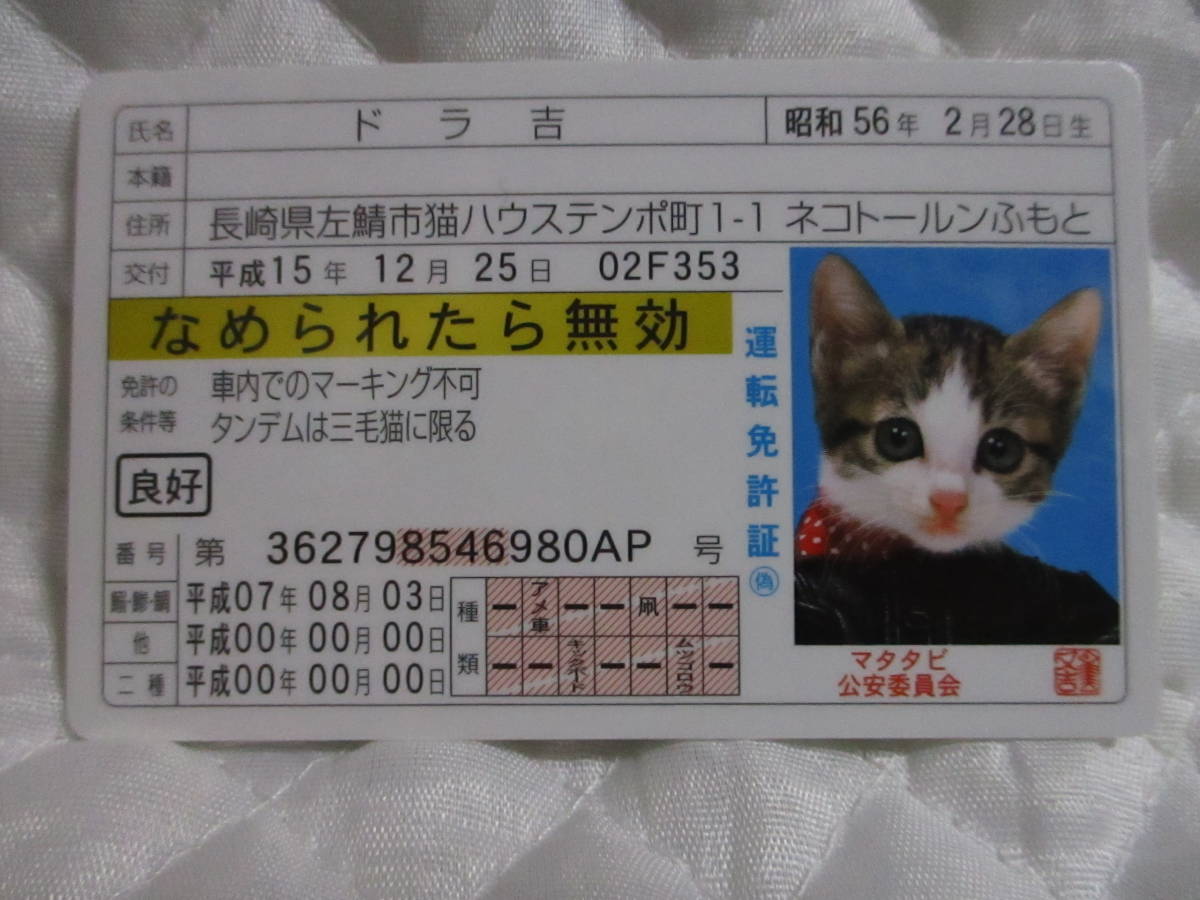 氏名 ドラ吉 昭和56年 2月28日生
本籍
住所 長崎県左鯖市猫ハウステンポ町1-1 ネコトールンふもと
交付 平成15年 12月 25日 02F353
なめられたら無効
免許の条件等
車内でのマーキング不可
タンデムは三毛猫に限る
良好
番号 第 362798546980AP 号
平成07年08月03日
他 平成00年00月00日
二種 平成00年00月00日
種類
アメ車
凧
ムツゴロウ
運転免許証
偽
マタタビ
公安委員会